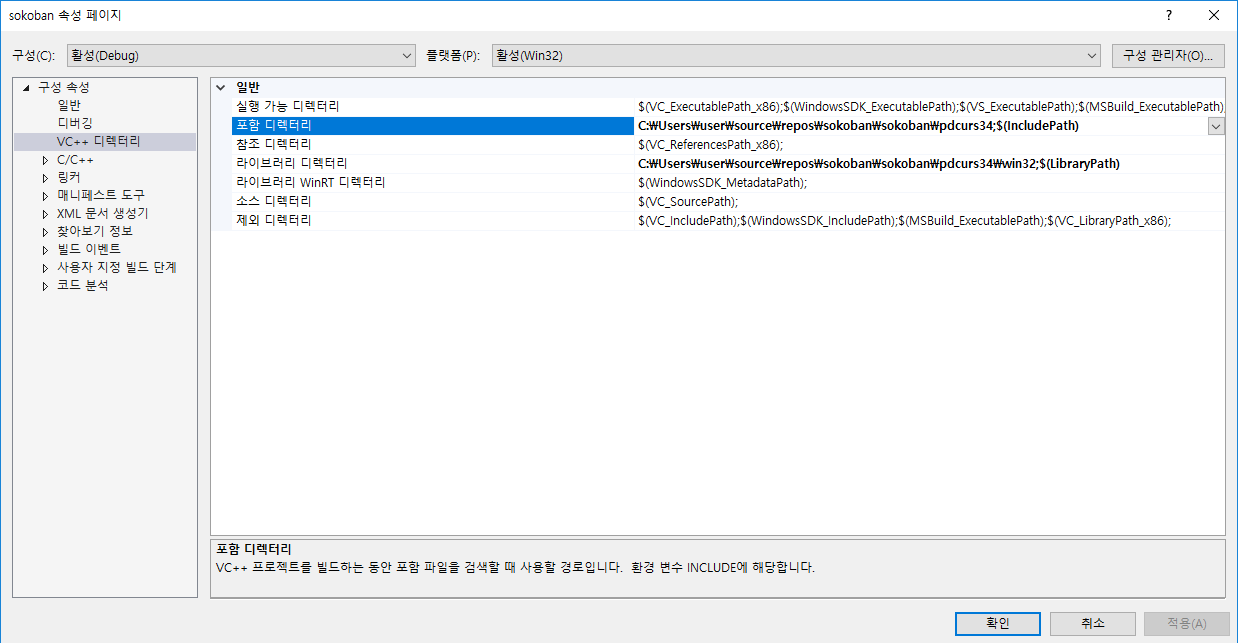 sokoban 속성 페이지
구성(C): 활성(Debug) 플랫폼(P): 활성(Win32) 구성 관리자(O)...
구성 속성
일반
디버깅
VC++ 디렉터리
C/C++
링커
매니페스트 도구
XML 문서 생성기
찾아보기 정보
빌드 이벤트
사용자 지정 빌드 단계
코드 분석
일반
실행 가능 디렉터리 $(VC_ExecutablePath_x86);$(WindowsSDK_ExecutablePath);$(VS_ExecutablePath);$(MSBuild_ExecutablePath)
포함 디렉터리 C:₩Users₩user₩source₩repos₩sokoban₩sokoban₩pdcurs34;$(IncludePath)
참조 디렉터리 $(VC_ReferencesPath_x86);
라이브러리 디렉터리 C:₩Users₩user₩source₩repos₩sokoban₩sokoban₩pdcurs34₩win32;$(LibraryPath)
라이브러리 WinRT 디렉터리 $(WindowsSDK_MetadataPath);
소스 디렉터리 $(VC_SourcePath);
제외 디렉터리 $(VC_IncludePath);$(WindowsSDK_IncludePath);$(MSBuild_ExecutablePath);$(VC_LibraryPath_x86);
포함 디렉터리
VC++ 프로젝트를 빌드하는 동안 포함 파일을 검색할 때 사용할 경로입니다. 환경 변수 INCLUDE에 해당합니다.
확인 취소 적용(A)